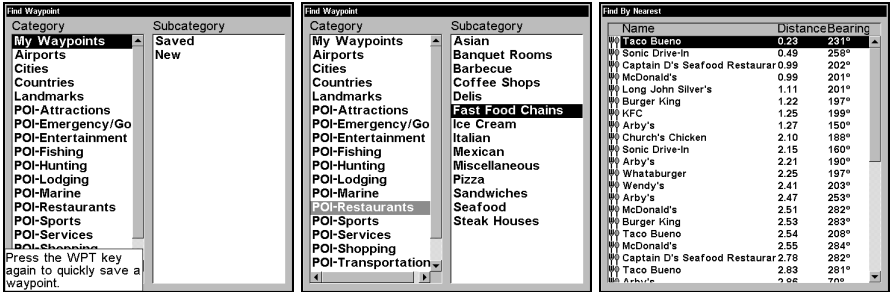 Find Waypoint
Category
My Waypoints
Airports
Cities
Countries
Landmarks
POI-Attractions
POI-Emergency/Go
POI-Entertainment
POI-Fishing
POI-Hunting
POI-Lodging
POI-Marine
POI-Restaurants
POI-Sports
POI-Services
POI-Shopping
Press the WPT key
again to quickly save a
waypoint.
Subcategory
Saved
New
Find Waypoint
Category
My Waypoints
Airports
Cities
Countries
Landmarks
POI-Attractions
POI-Emergency/Go
POI-Entertainment
POI-Fishing
POI-Hunting
POI-Lodging
POI-Marine
POI-Restaurants
POI-Sports
POI-Services
POI-Shopping
POI-Transportation
Subcategory
Asian
Banquet Rooms
Barbecue
Coffee Shops
Delis
Fast Food Chains
Ice Cream
Italian
Mexican
Miscellaneous
Pizza
Sandwiches
Seafood
Steak Houses
Find By Nearest
Name Distance Bearing
Taco Bueno 0.23 231°
Sonic Drive-In 0.49 258°
Captain D's Seafood Restaurar 0.99 202°
McDonald's 0.99 201°
Long John Silver's 1.11 201°
Burger King 1.22 197°
KFC 1.25 199°
Arby's 1.27 150°
Church's Chicken 2.10 188°
Sonic Drive-In 2.15 160°
Arby's 2.21 190°
Whataburger 2.25 197°
Wendy's 2.41 203°
Arby's 2.47 253°
McDonald's 2.51 282°
Burger King 2.53 283°
Taco Bueno 2.54 208°
McDonald's 2.55 284°
Captain D's Seafood Restaurar 2.78 282°
Taco Bueno 2.83 281°
Arby's 2.86 70°